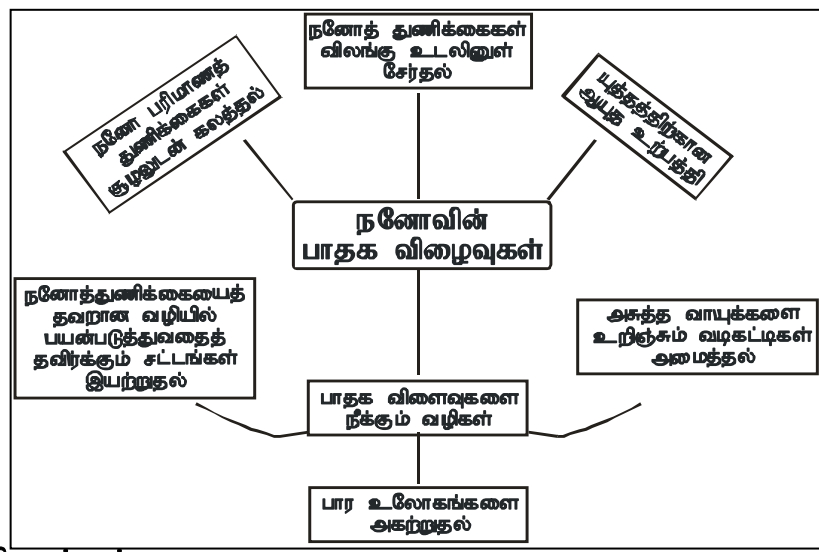 நனோத் துணிக்கைகள்
விலங்கு உடலினுள்
சேர்தல்
நனோ பரிமாணத்
துணிக்கைகள்
சூழலுடன் கலத்தல்
யுத்தத்திற்கான
ஆயுத உற்பத்தி
நனோவின்
பாதக விழைவுகள்
நனோத்துணிக்கையைத்
தவறான வழியில்
பயன்படுத்துவதைத்
தவிர்க்கும் சட்டங்கள்
இயற்றுதல்
அசுத்த வாயுக்களை
உறிஞ்சும் வடிகட்டிகள்
அமைத்தல்
பாதக விளைவுகளை
நீக்கும் வழிகள்
பார உலோகங்களை
அகற்றுதல்